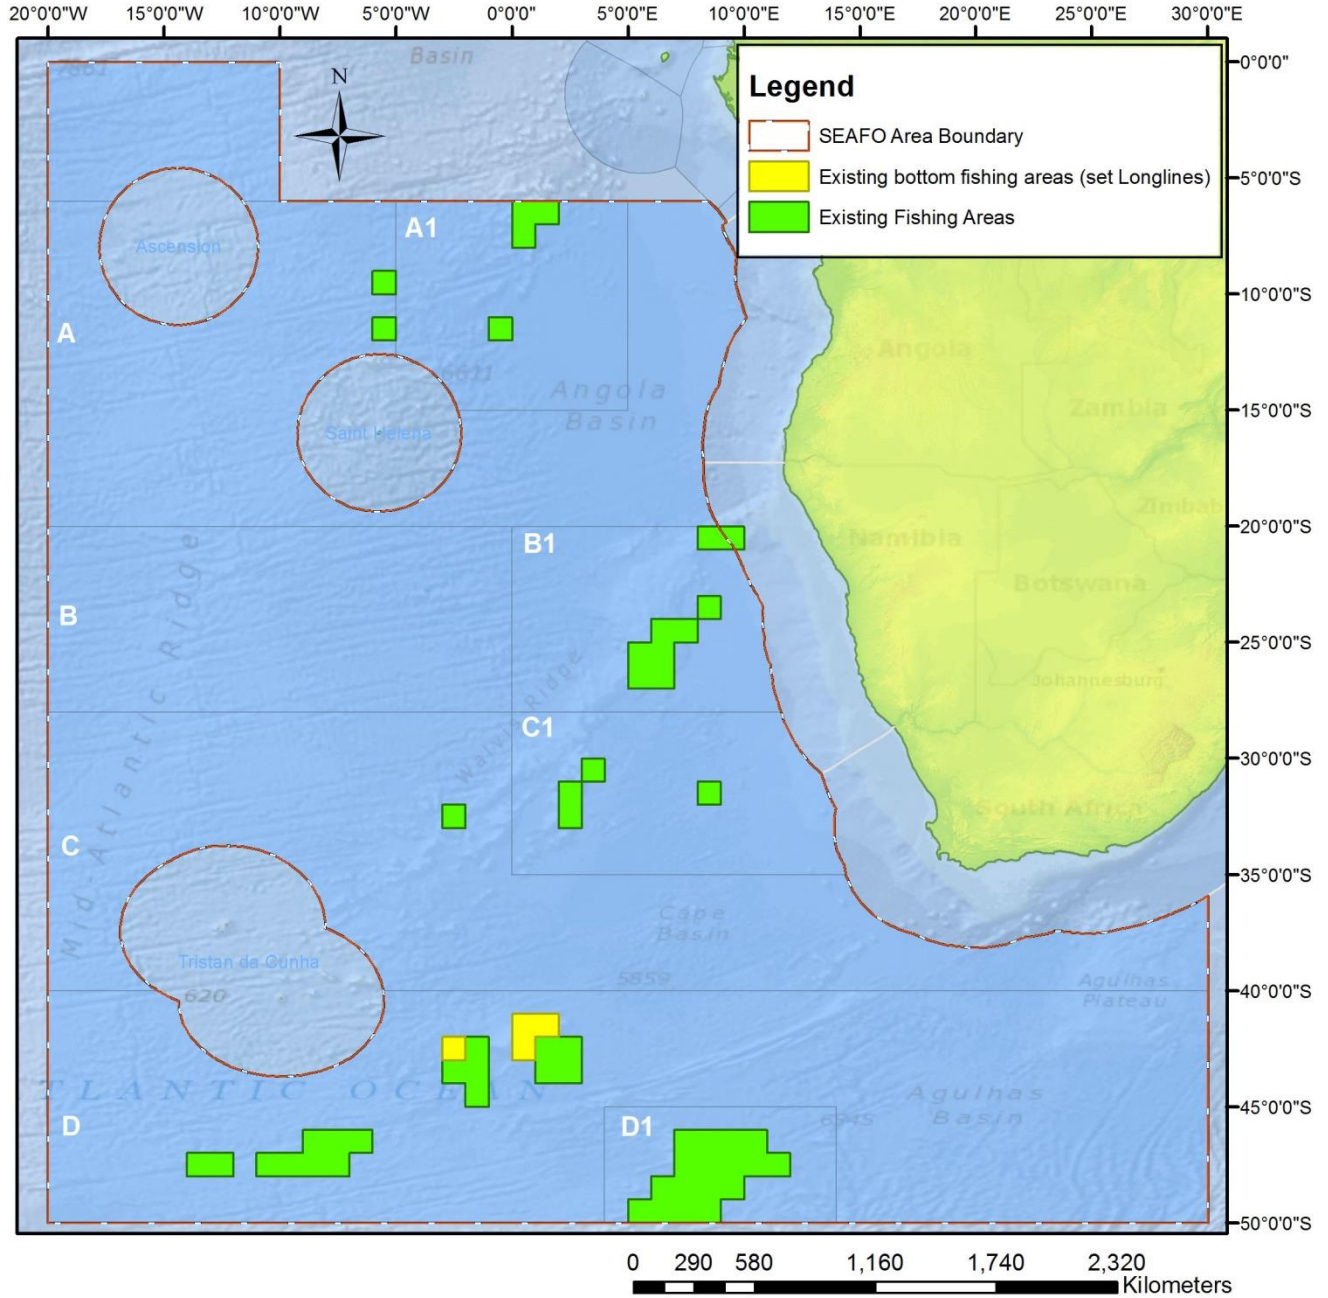 20°0'0"W 15°0'0"W 10°0'0"W 5°0'0"W 0°0'0" 5°0'0"E 10°0'0"E 15°0'0"E 20°0'0"E 25°0'0"E 30°0'0"E
Basin
N
Legend
SEAFO Area Boundary
Existing bottom fishing areas (set Longlines)
Existing Fishing Areas
0°0'0"
5°0'0"S
10°0'0"S
15°0'0"S
20°0'0"S
25°0'0"S
30°0'0"S
35°0'0"S
40°0'0"S
45°0'0"S
50°0'0"S
A1
Ascension
A
Angola
Basin
Saint Helena
Angola
Zambia
Zimbab
Namibia
Botswana
Johannesburg
South Africa
B1
B
Mid-Atlantic Ridge
Walvis Ridge
C1
C
Cape
Basin
Tristan da Cunha
620
5859
Agulhas
Plateau
TLANTIC OCEAN
Agulhas
Basin
D
D1
0 290 580 1,160 1,740 2,320
Kilometers